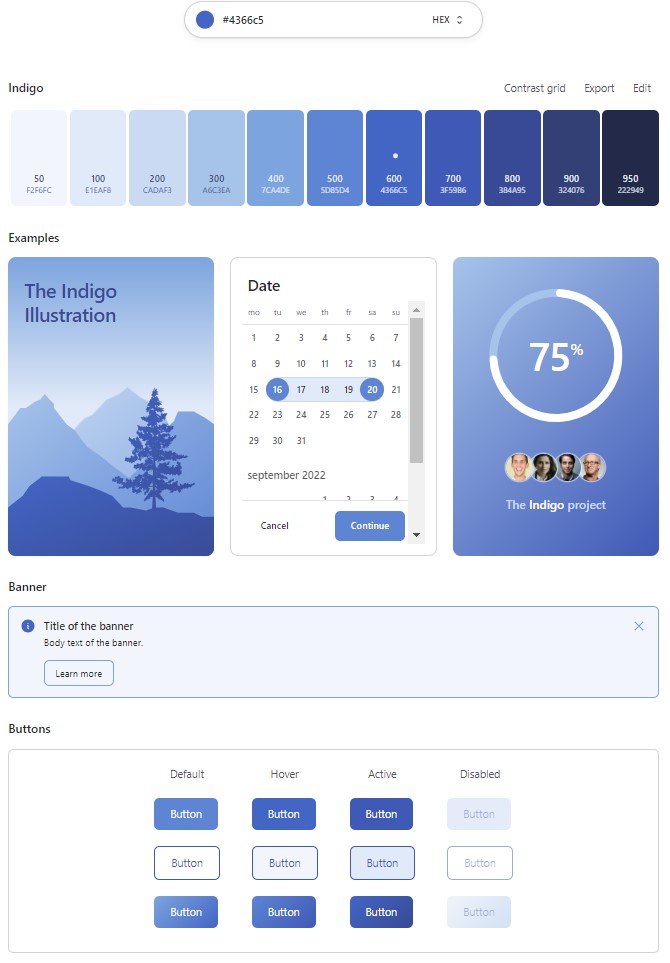 #4366c5 HEX
Indigo Contrast grid Export Edit
50 100 200 300 400 500 600 700 800 900 950
F2F6FC E1EAF8 CADAF3 A6C3EA 7CA4DE 5D85D4 4366C5 3F59B6 384A95 324076 222949
Examples
The Indigo
Illustration
Date
mo tu we th fr sa su
1 2 3 4 5 6 7
8 9 10 11 12 13 14
15 16 17 18 19 20 21
22 23 24 25 26 27 28
29 30 31
september 2022
1 2 3 4
Cancel Continue
75%
The Indigo project
Banner
i
Title of the banner
Body text of the banner.
Learn more
Buttons
Default Hover Active Disabled
Button Button Button Button
Button Button Button Button
Button Button Button Button